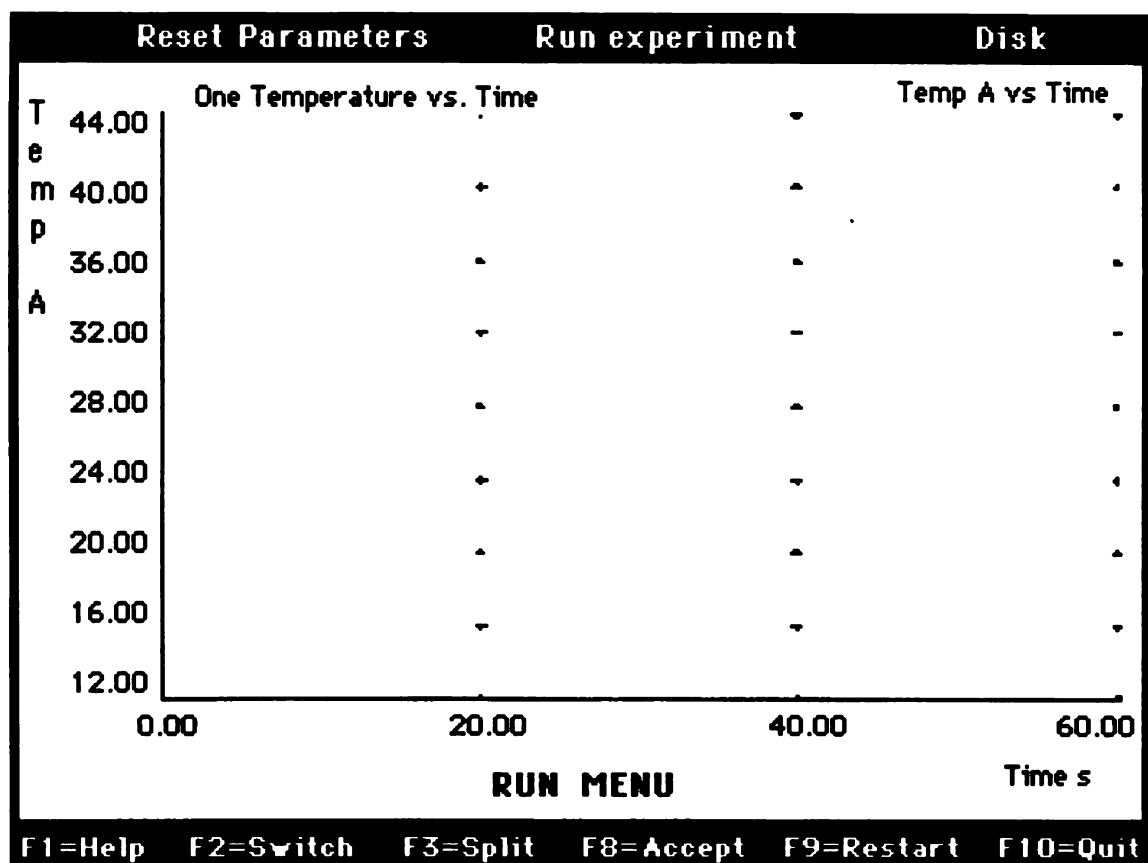 Reset Parameters Run experiment Disk
One Temperature vs. Time Temp A vs Time
Temp A
44.00
40.00
36.00
32.00
28.00
24.00
20.00
16.00
12.00
0.00 20.00 40.00 60.00
RUN MENU Time s
F1=Help F2=Switch F3=Split F8=Accept F9=Restart F10=Quit